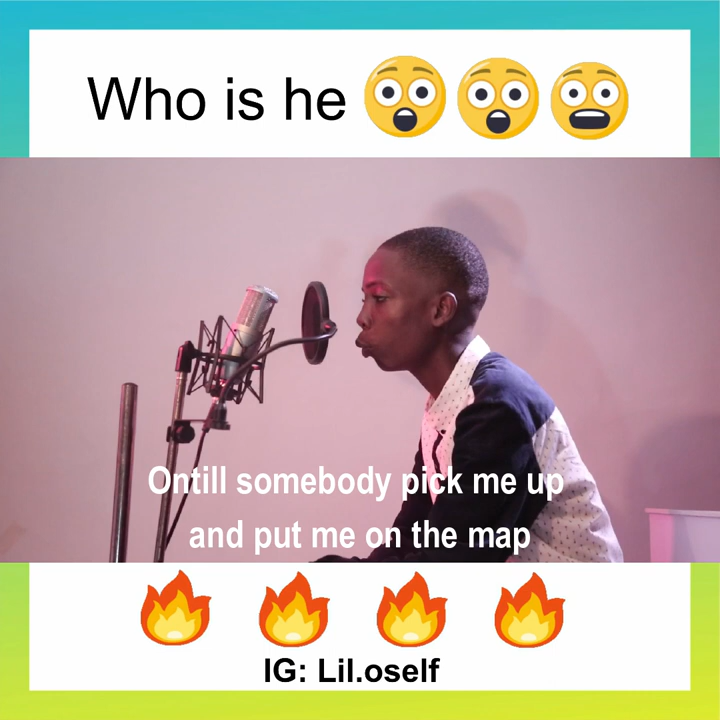 Who is he 😲😲😨
Ontill somebody pick me up
and put me on the map
IG: Lil.oself